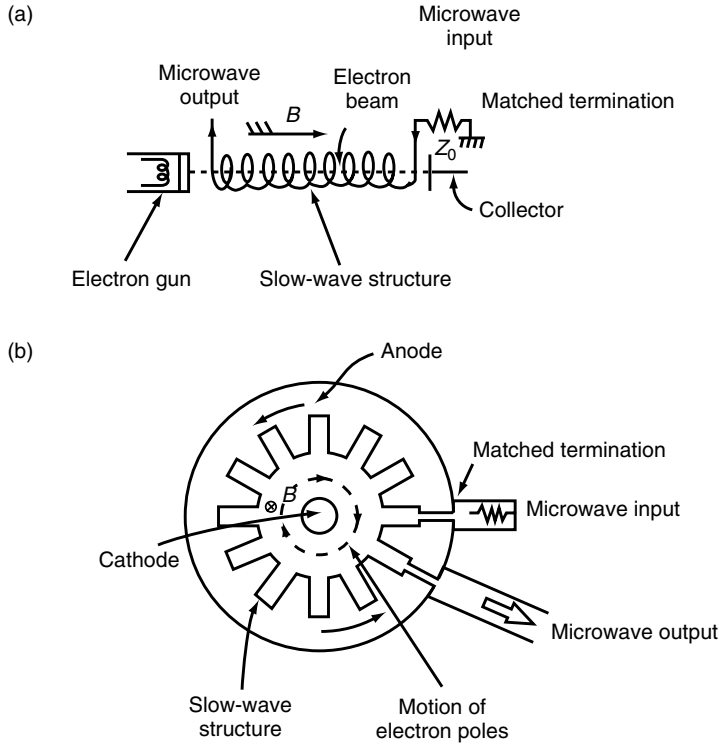 (a)
Microwave
input
Microwave
output
B
Electron
beam
Matched termination
Z0
Collector
Electron gun
Slow-wave structure
(b)
Anode
Matched termination
B
Microwave input
Cathode
Microwave output
Slow-wave
structure
Motion of
electron poles